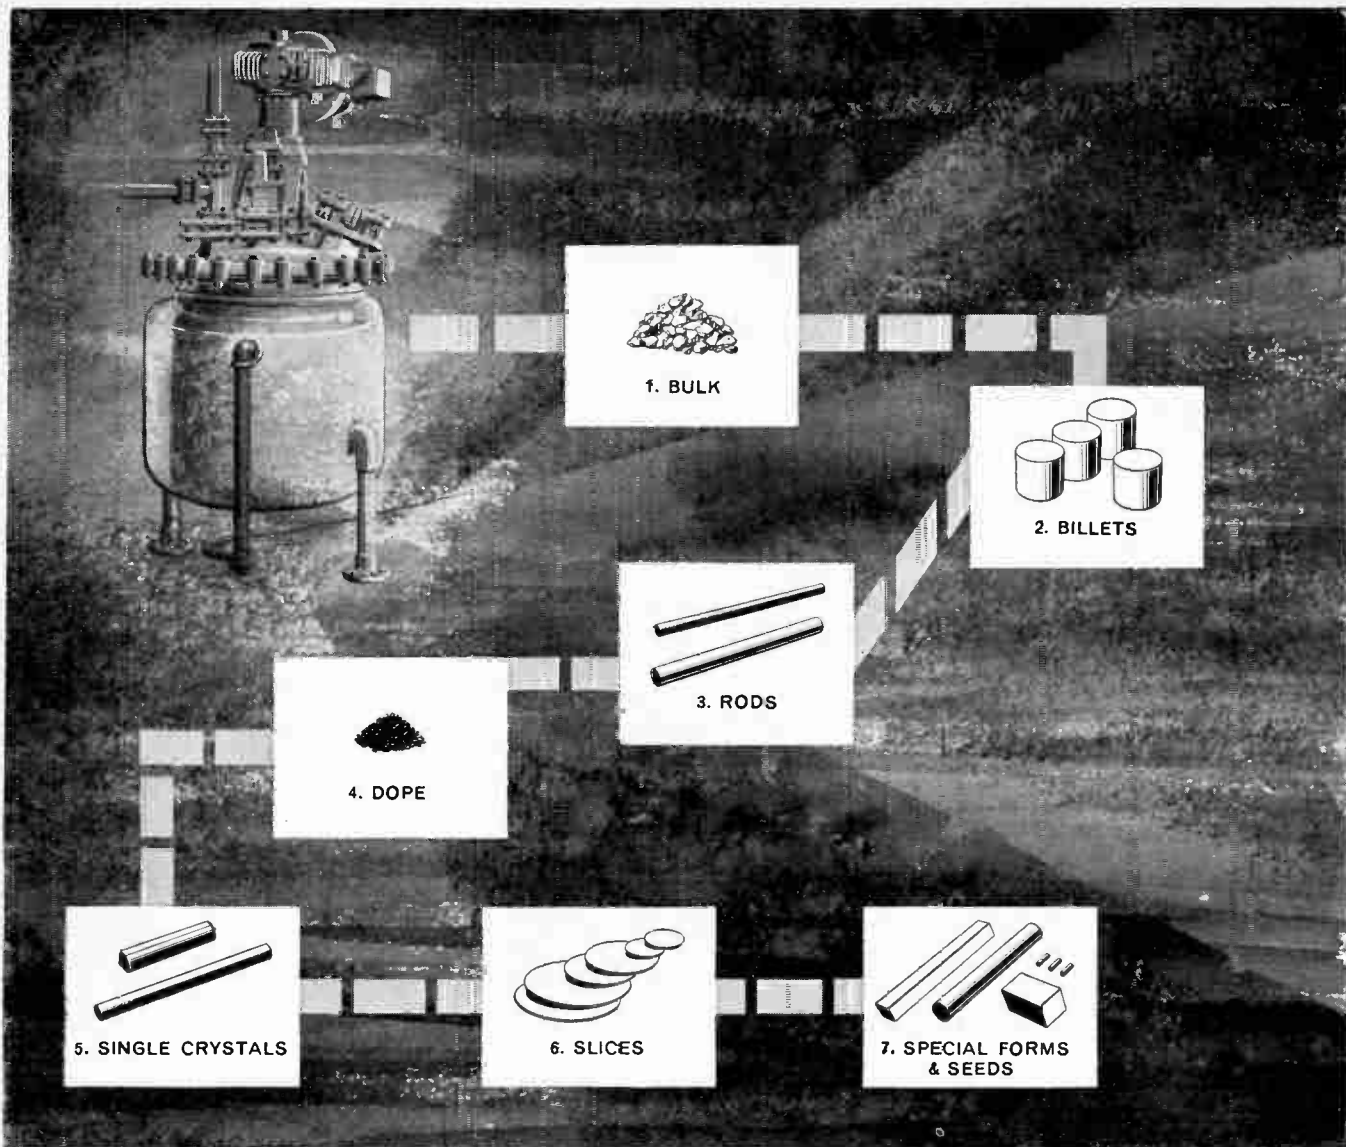 1. BULK
2. BILLETS
3. RODS
4. DOPE
5. SINGLE CRYSTALS
6. SLICES
7. SPECIAL FORMS
& SEEDS